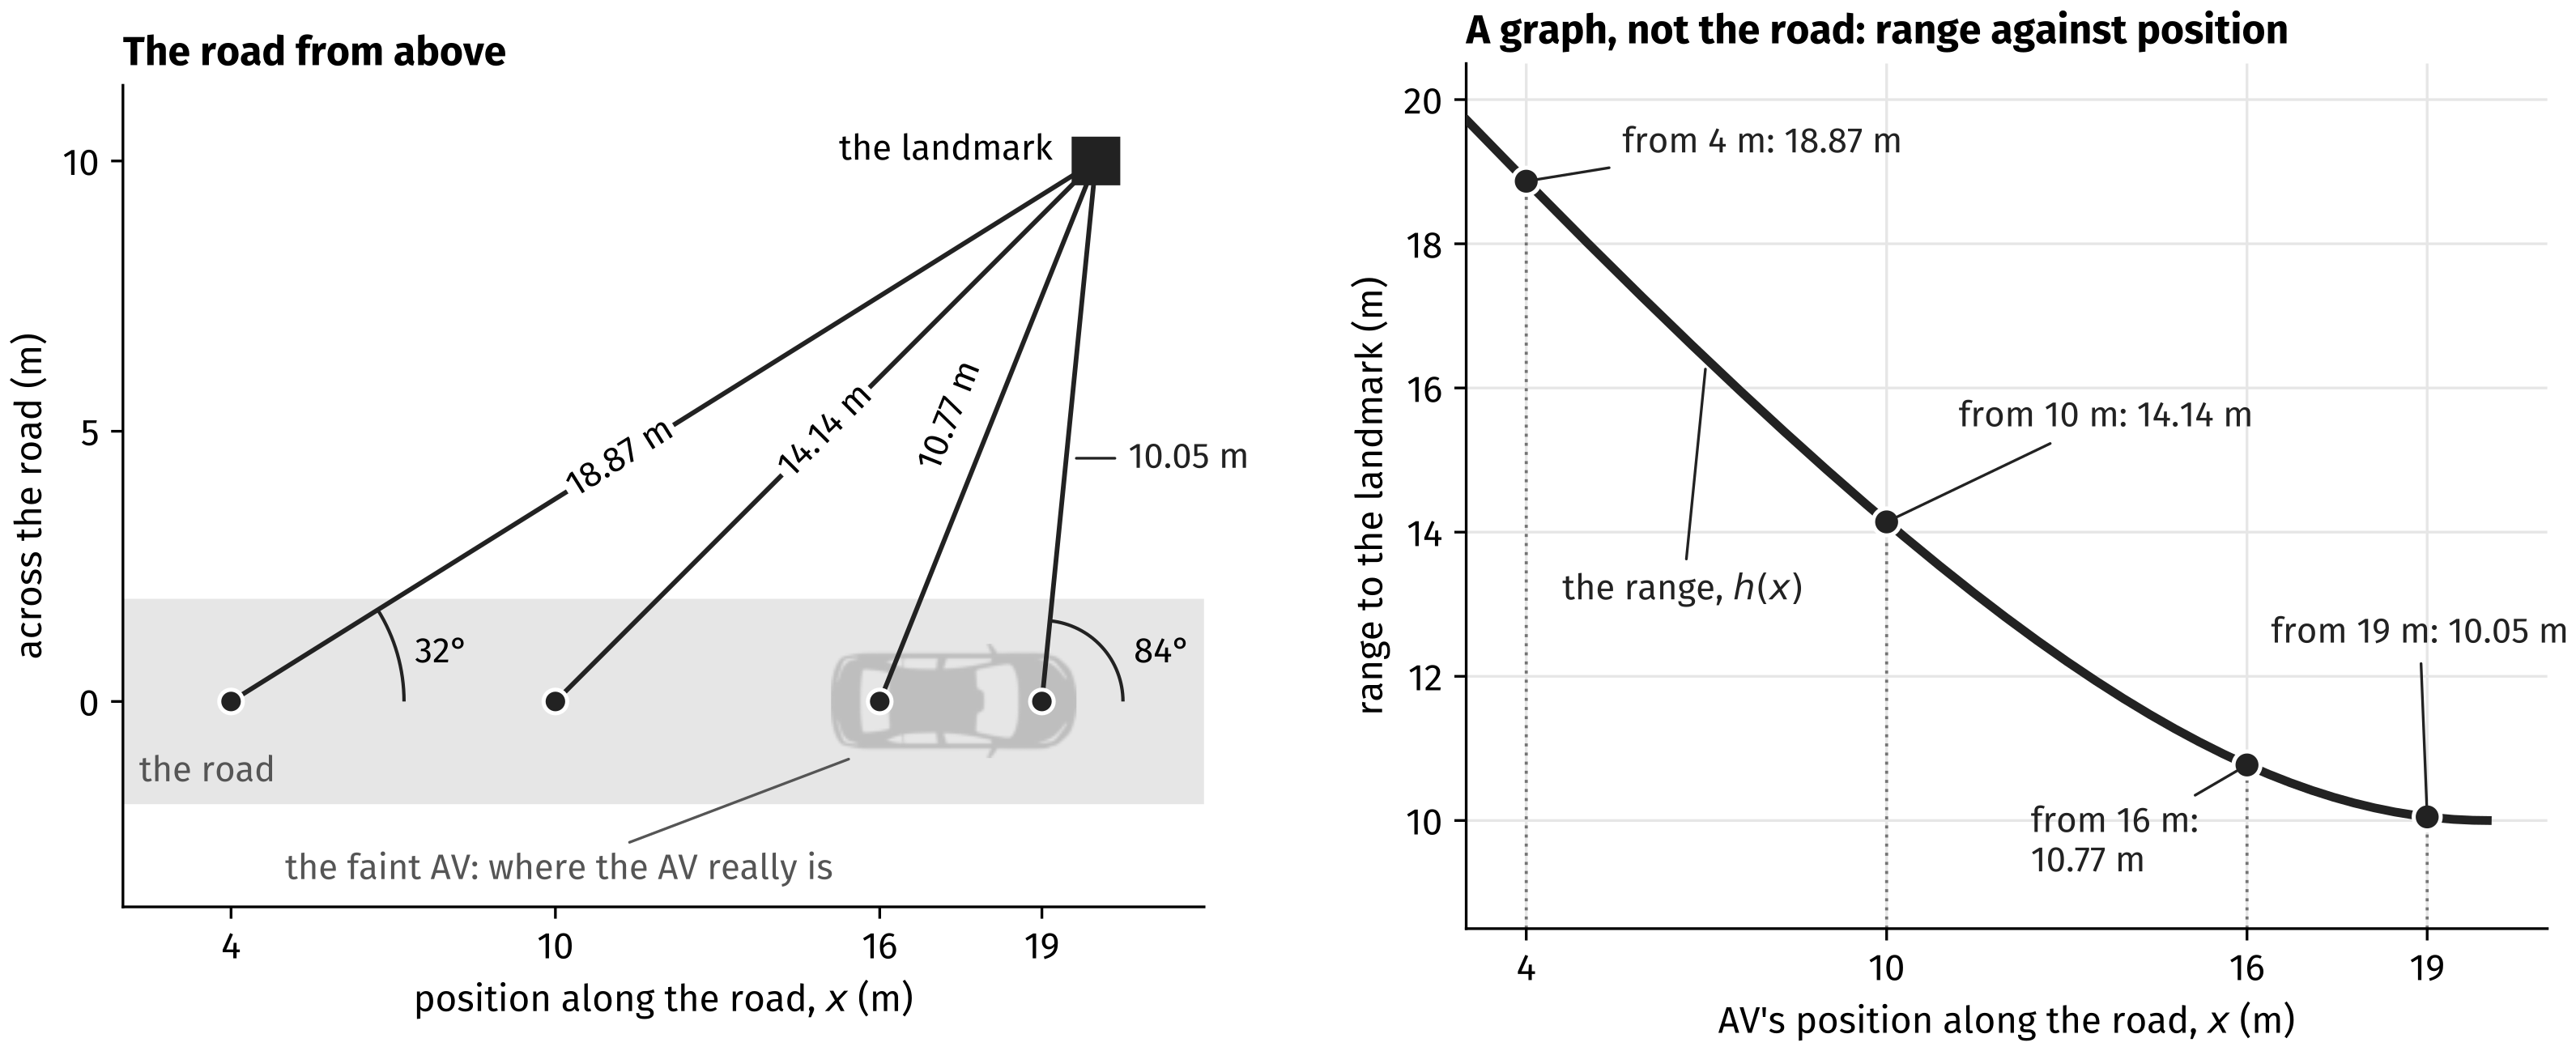 The road from above
across the road (m)
10
5
0
the landmark
18.87 m
14.14 m
10.77 m
10.05 m
32°
84°
the road
the faint AV: where the AV really is
4
10
16
19
position along the road, x (m)
A graph, not the road: range against position
range to the landmark (m)
20
18
16
14
12
10
from 4 m: 18.87 m
from 10 m: 14.14 m
the range, h(x)
from 19 m: 10.05 m
from 16 m:
10.77 m
4
10
16
19
AV's position along the road, x (m)